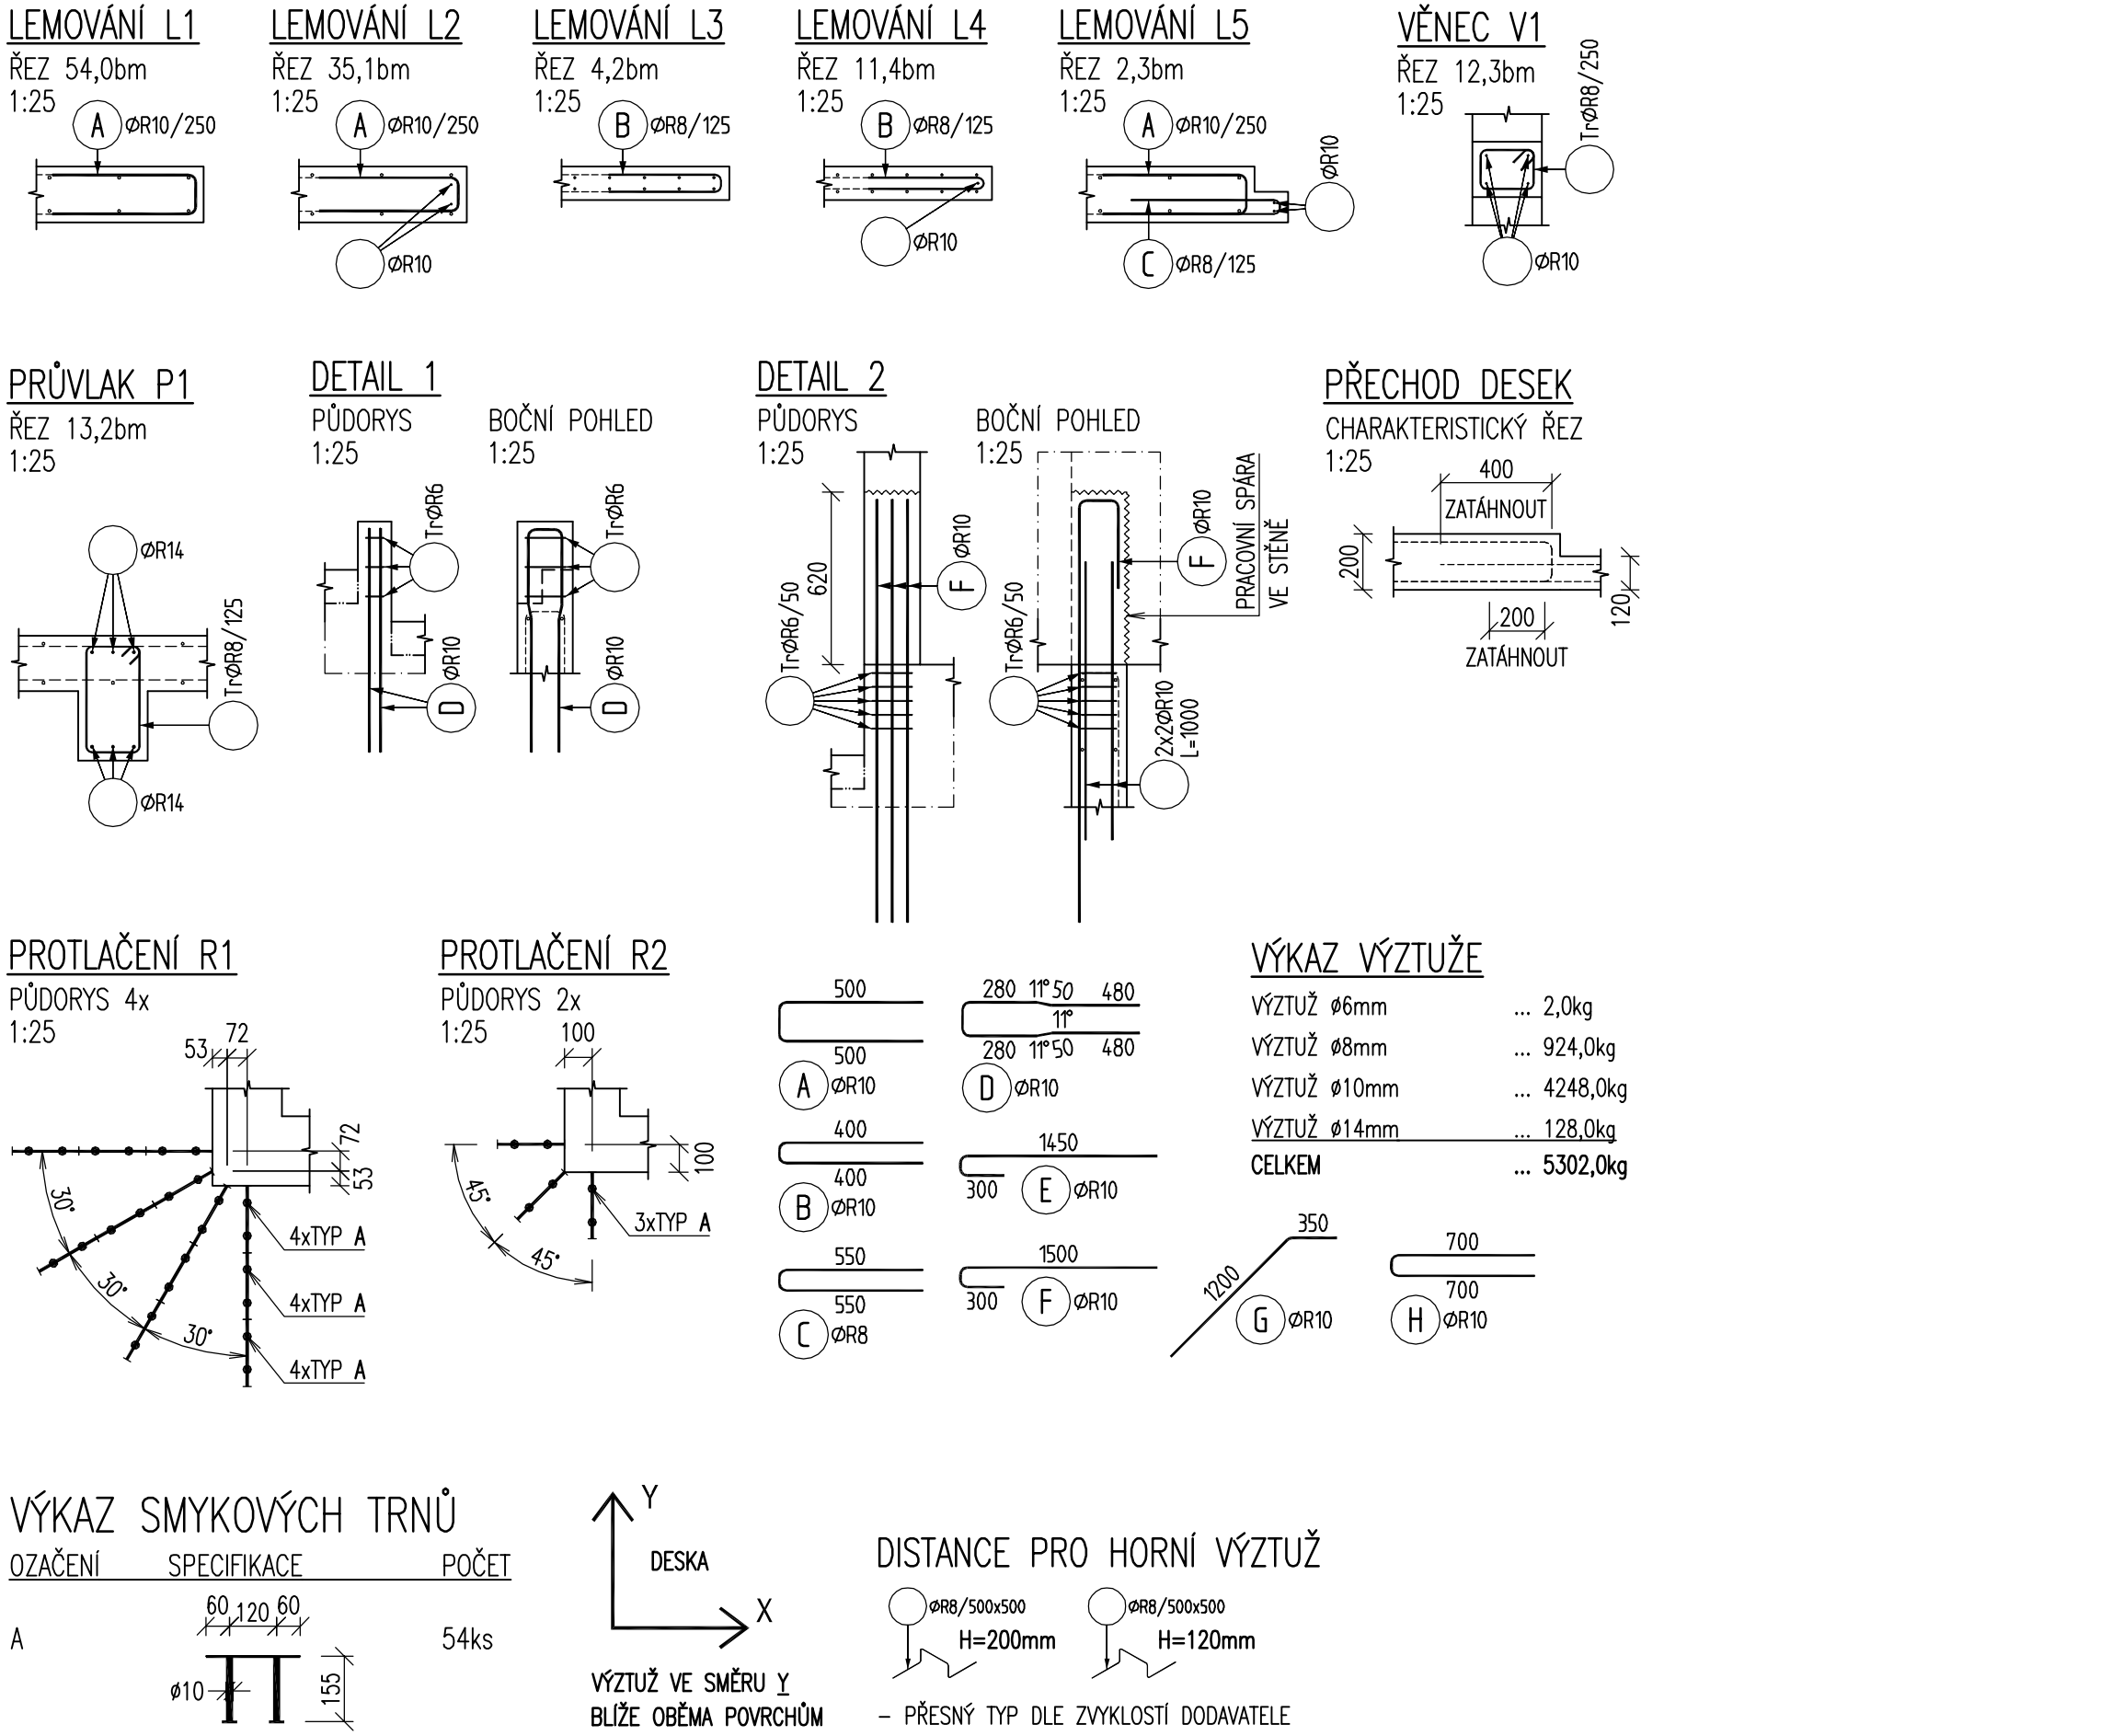 LEMOVÁNÍ L1
ŘEZ 54,0bm
1:25
A ØR10/250
LEMOVÁNÍ L2
ŘEZ 35,1bm
1:25
A ØR10/250
ØR10
LEMOVÁNÍ L3
ŘEZ 4,2bm
1:25
B ØR8/125
LEMOVÁNÍ L4
ŘEZ 11,4bm
1:25
B ØR8/125
ØR10
LEMOVÁNÍ L5
ŘEZ 2,3bm
1:25
A ØR10/250
ØR10
C ØR8/125
VĚNEC V1
ŘEZ 12,3bm
1:25
TrØR8/250
ØR10
PRŮVLAK P1
ŘEZ 13,2bm
1:25
ØR14
TrØR8/125
ØR14
DETAIL 1
PŮDORYS
1:25
TrØR6
D ØR10
BOČNÍ POHLED
1:25
TrØR6
D ØR10
DETAIL 2
PŮDORYS
1:25
620
F ØR10
TrØR6/50
BOČNÍ POHLED
1:25
F ØR10
PRACOVNÍ SPÁRA
VE STĚNĚ
TrØR6/50
2x2ØR10
L=1000
PŘECHOD DESEK
CHARAKTERISTICKÝ ŘEZ
1:25
400
ZATÁHNOUT
200
120
200
ZATÁHNOUT
PROTLAČENÍ R1
PŮDORYS 4x
1:25
53 72
72
53
30°
30°
30°
4xTYP A
4xTYP A
4xTYP A
PROTLAČENÍ R2
PŮDORYS 2x
1:25
100
100
45°
45°
3xTYP A
500
500
A ØR10
280 11° 50 480
11°
280 11° 50 480
D ØR10
400
400
B ØR10
1450
300
E ØR10
550
550
C ØR8
1500
300
F ØR10
VÝKAZ VÝZTUŽE
VÝZTUŽ ø6mm ... 2,0kg
VÝZTUŽ ø8mm ... 924,0kg
VÝZTUŽ ø10mm ... 4248,0kg
VÝZTUŽ ø14mm ... 128,0kg
CELKEM ... 5302,0kg
350
1200
G ØR10
700
700
H ØR10
VÝKAZ SMYKOVÝCH TRNŮ
OZAČENÍ SPECIFIKACE POČET
60 120 60
A 54ks
ø10
155
Y
DESKA
X
VÝZTUŽ VE SMĚRU Y
BLÍŽE OBĚMA POVRCHŮM
DISTANCE PRO HORNÍ VÝZTUŽ
ØR8/500x500
H=200mm
ØR8/500x500
H=120mm
– PŘESNÝ TYP DLE ZVYKLOSTÍ DODAVATELE